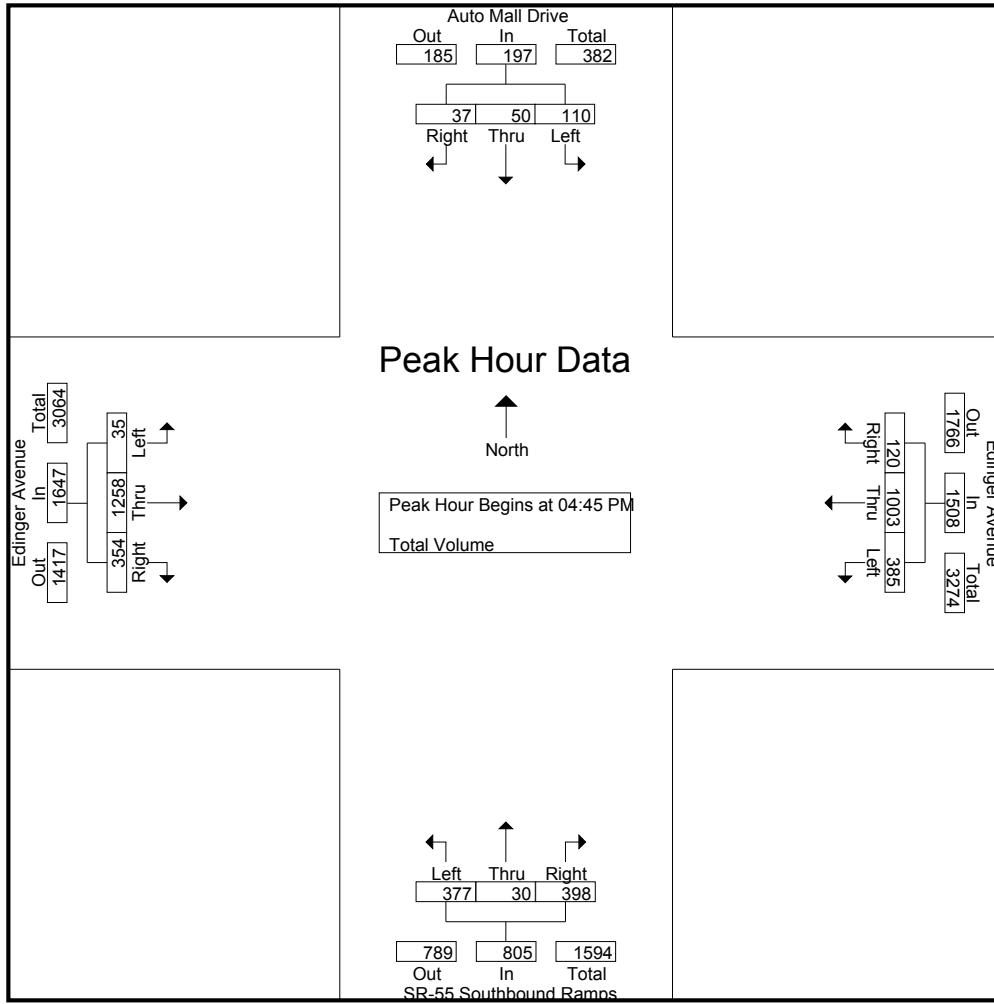 Auto Mall Drive
Out In Total
185 197 382
37 50 110
Right Thru Left
Peak Hour Data
North
Peak Hour Begins at 04:45 PM
Total Volume
Edinger Avenue
Out In Total
1417 1647 3064
354 1258 35
Right Thru Left
Edinger Avenue
Out In Total
1766 1508 3274
120 1003 385
Right Thru Left
Left Thru Right
377 30 398
789 805 1594
Out In Total
SR-55 Southbound Ramps